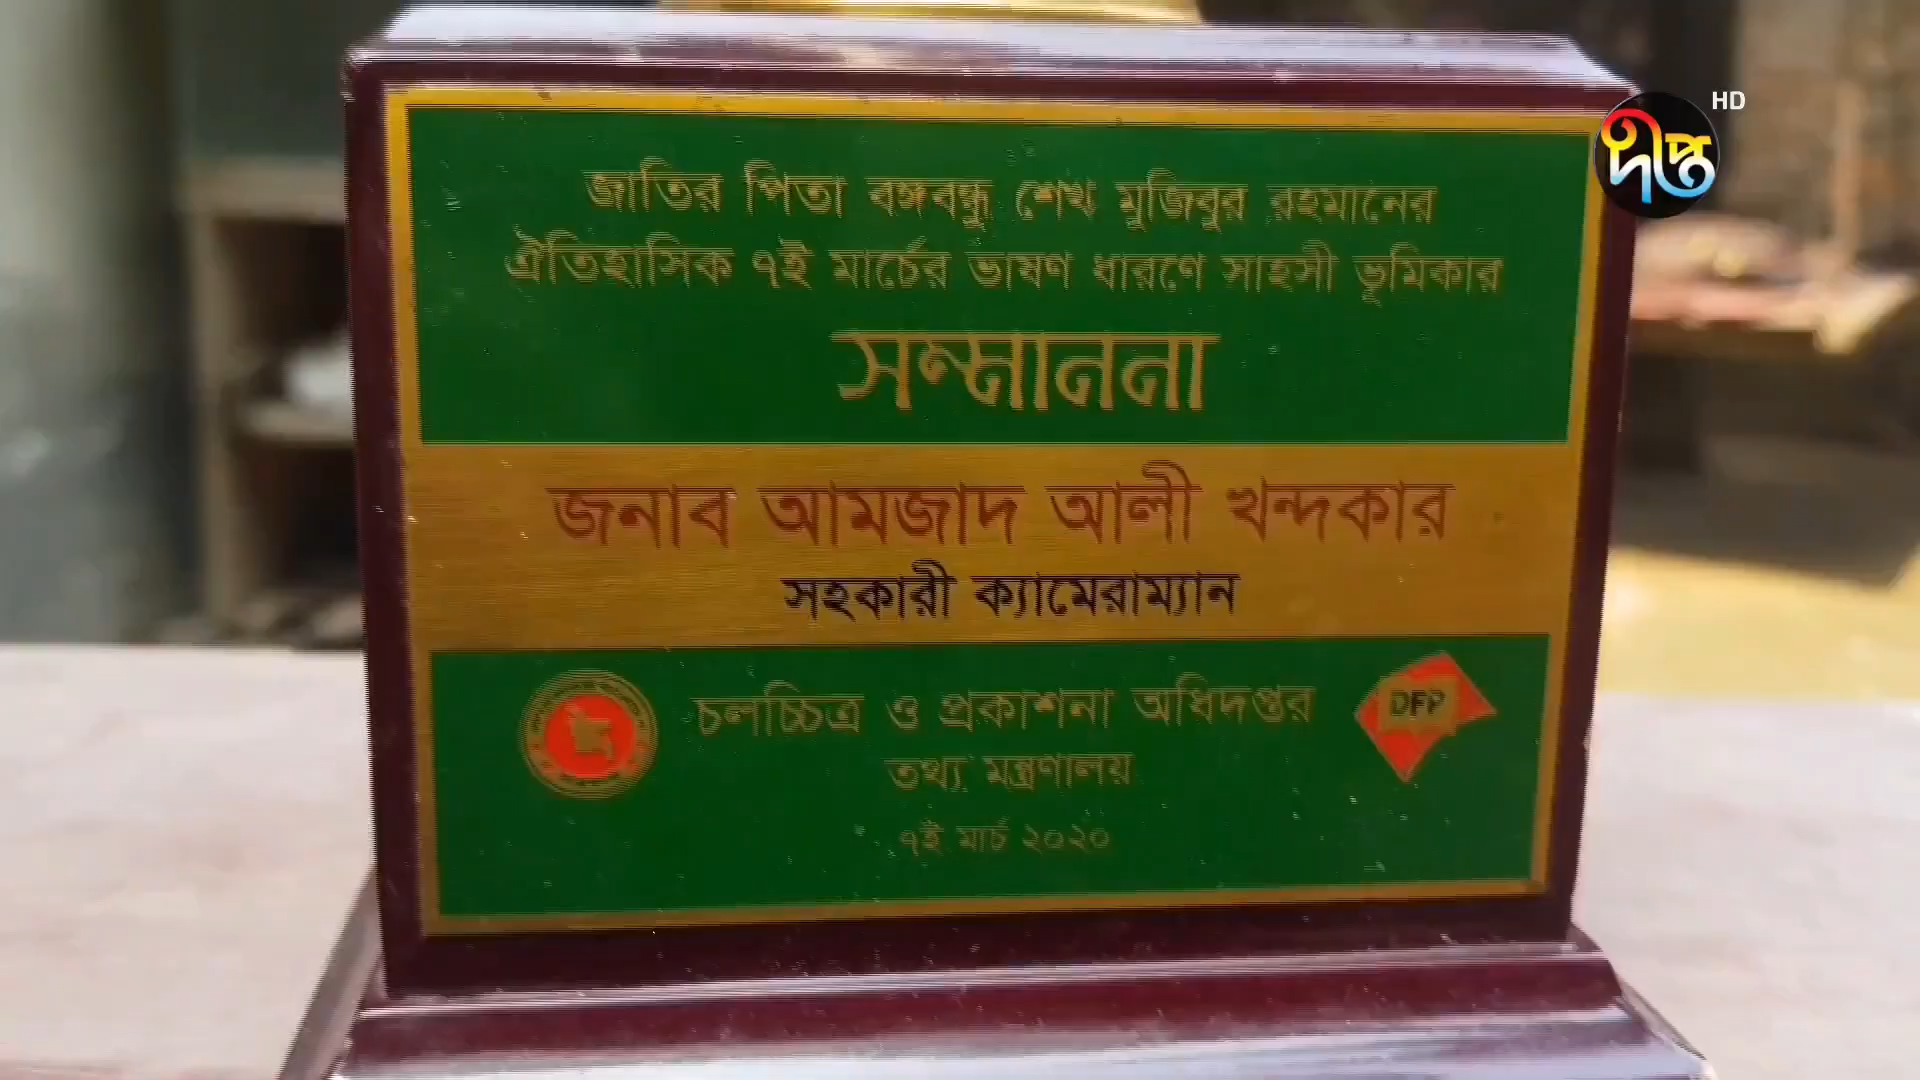 HD
দীপ্ত
জাতির পিতা বঙ্গবন্ধু শেখ মুজিবুর রহমানের
ঐতিহাসিক ৭ই মার্চের ভাষণ ধারণে সাহসী ভূমিকার
সম্মাননা
জনাব আমজাদ আলী খন্দকার
সহকারী ক্যামেরাম্যান
চলচ্চিত্র ও প্রকাশনা অধিদপ্তর
DFP
তথ্য মন্ত্রণালয়
৭ই মার্চ ২০২০